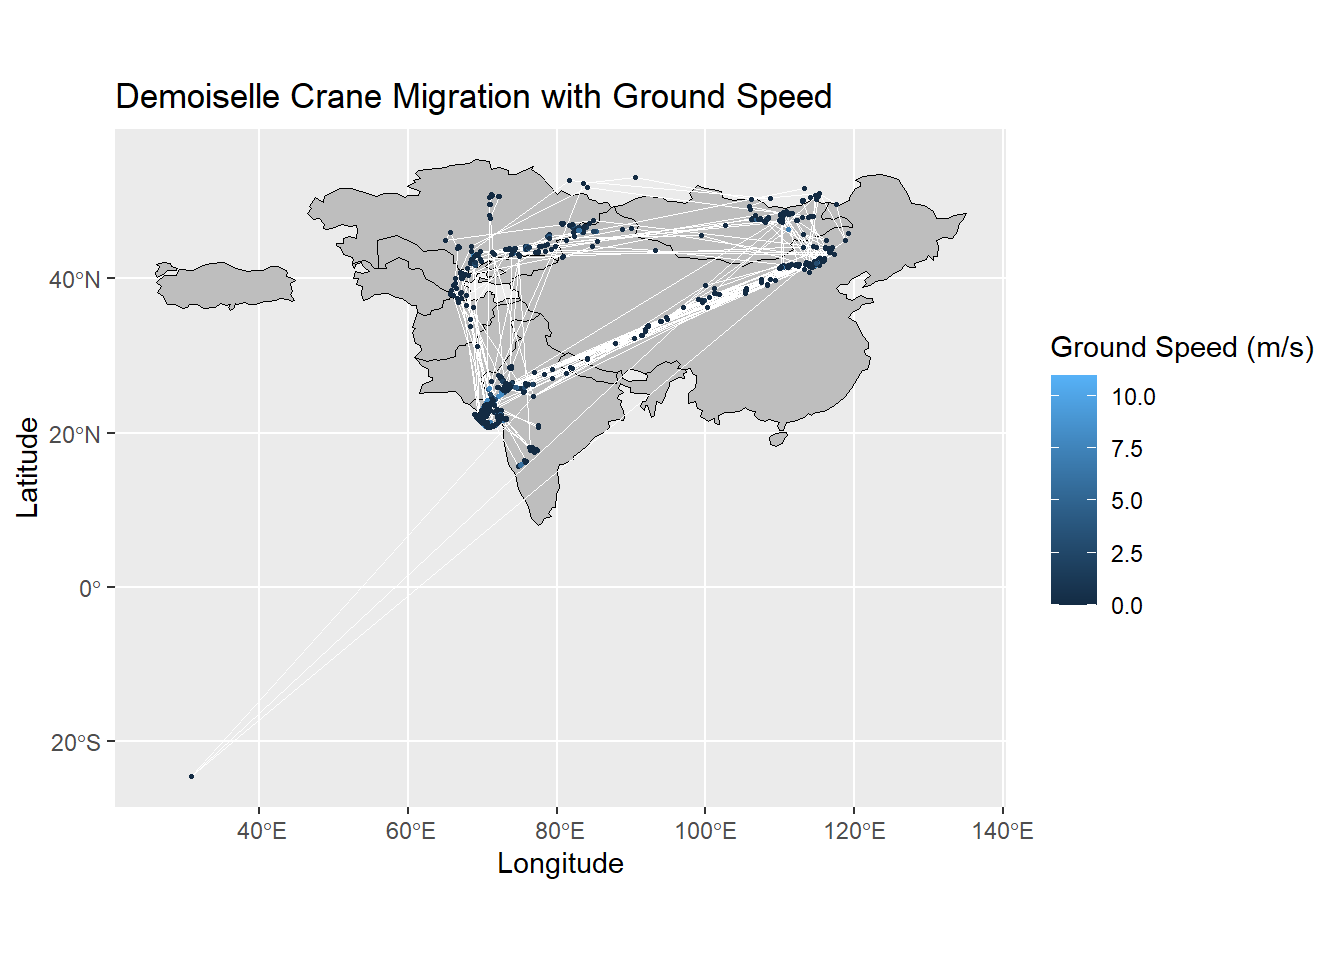 Demoiselle Crane Migration with Ground Speed
40°N
20°N
0°
20°S
Latitude
40°E
60°E
80°E
100°E
120°E
140°E
Longitude
Ground Speed (m/s)
10.0
7.5
5.0
2.5
0.0